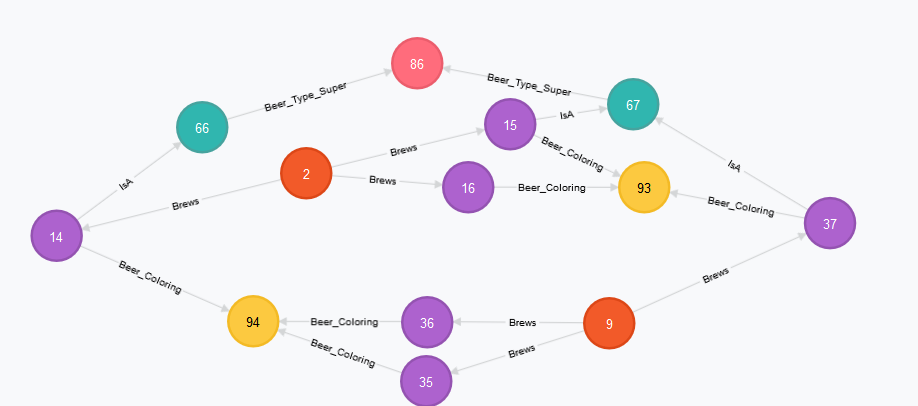 86
Beer_Type_Super
Beer_Type_Super
66
67
15
IsA
Brews
Beer_Coloring
2
Brews
16
Beer_Coloring
93
IsA
IsA
Brews
Beer_Coloring
14
37
Beer_Coloring
Brews
94
Beer_Coloring
36
Brews
9
Beer_Coloring
Brews
35